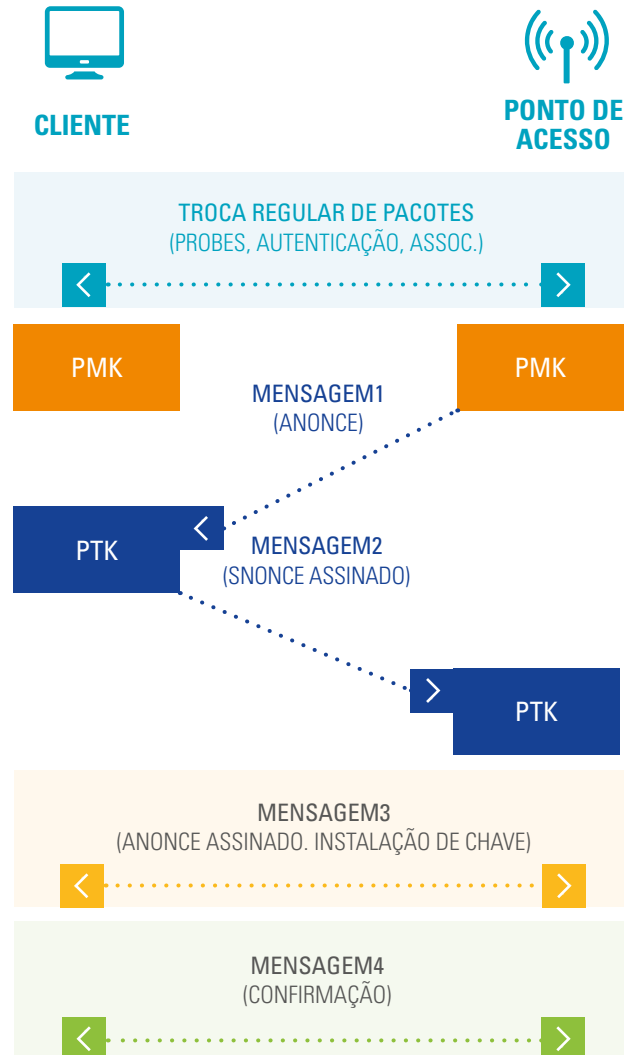 CLIENTE
PONTO DE
ACESSO
TROCA REGULAR DE PACOTES
(PROBES, AUTENTICAÇÃO, ASSOC.)
PMK
PMK
MENSAGEM1
(ANONCE)
PTK
MENSAGEM2
(SNONCE ASSINADO)
PTK
MENSAGEM3
(ANONCE ASSINADO. INSTALAÇÃO DE CHAVE)
MENSAGEM4
(CONFIRMAÇÃO)